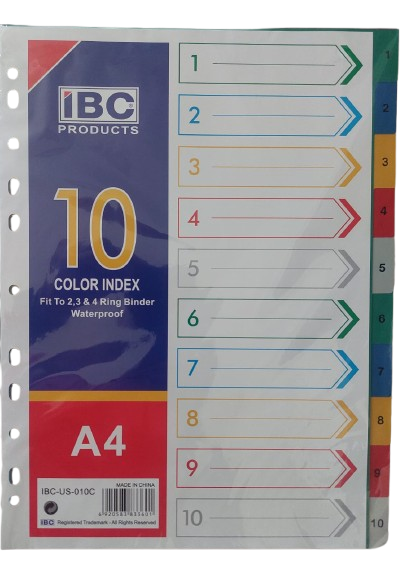 IBC
PRODUCTS
10
COLOR INDEX
Fit To 2,3 & 4 Ring Binder
Waterproof
A4
IBC-US-010C
MADE IN CHINA
IBC Registered Trademark - All Rights Reserved
1
2
3
4
5
6
7
8
9
10
1
2
3
4
5
6
7
8
9
10